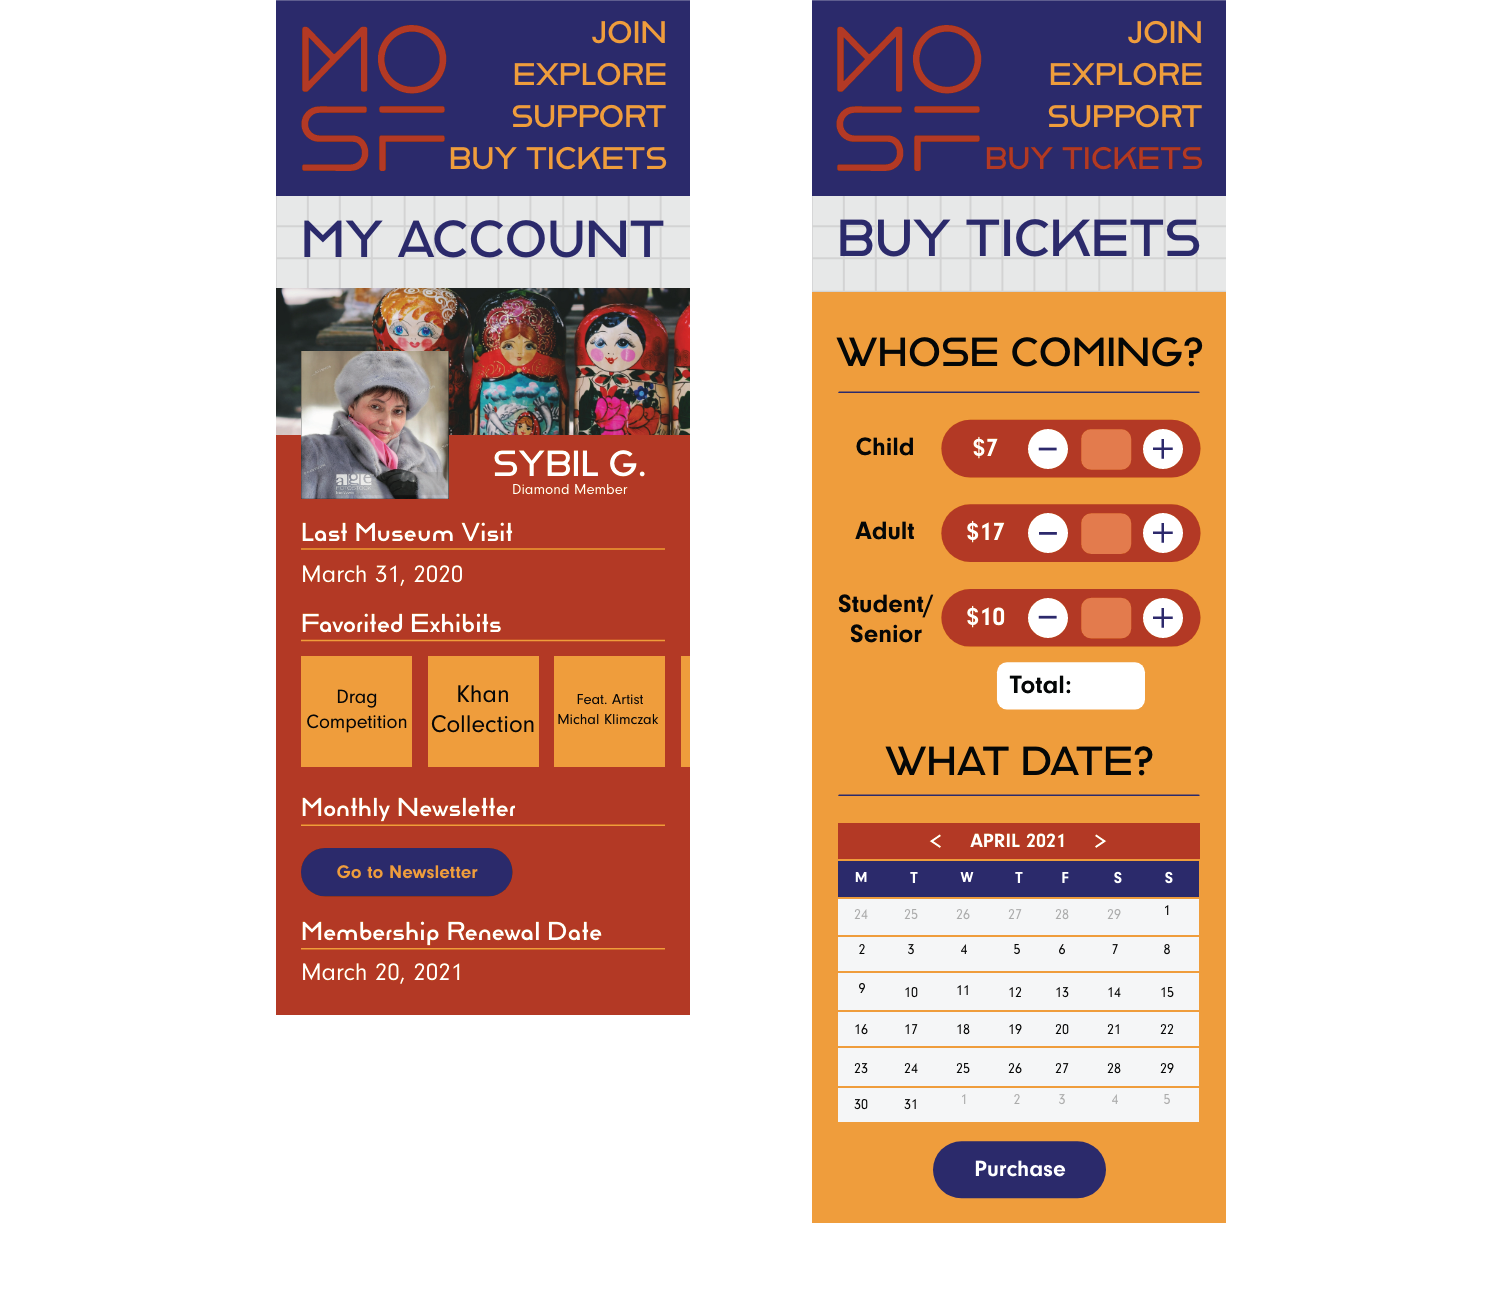 MO
SF
JOIN
EXPLORE
SUPPORT
BUY TICKETS
MY ACCOUNT
age
SYBIL G.
Diamond Member
Last Museum Visit
March 31, 2020
Favorited Exhibits
Drag
Competition
Khan
Collection
Feat. Artist
Michal Klimczak
Monthly Newsletter
Go to Newsletter
Membership Renewal Date
March 20, 2021
MO
SF
JOIN
EXPLORE
SUPPORT
BUY TICKETS
BUY TICKETS
WHOSE COMING?
Child $7 − +
Adult $17 − +
Student/
Senior $10 − +
Total:
WHAT DATE?
< APRIL 2021 >
M T W T F S S
24 25 26 27 28 29 1
2 3 4 5 6 7 8
9 10 11 12 13 14 15
16 17 18 19 20 21 22
23 24 25 26 27 28 29
30 31 1 2 3 4 5
Purchase